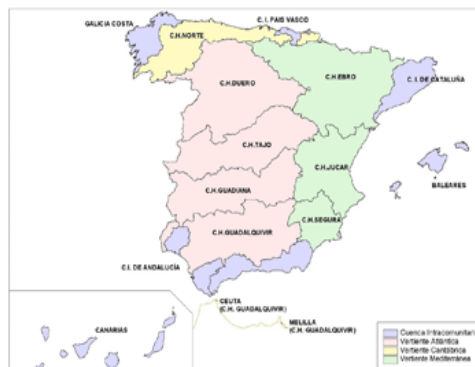 GALICIA COSTA
C. I. PAIS VASCO
C.H.NORTE
C.H.EBRO
C.I. DE CATALUÑA
C.H.DUERO
C.H.TAJO
C.H.JUCAR
BALEARES
C.H.GUADIANA
C.H.SEGURA
C.H.GUADALQUIVIR
C.I. DE ANDALUCÍA
CEUTA
(C.H. GUADALQUIVIR)
MELILLA
(C.H. GUADALQUIVIR)
CANARIAS
Cuenca Intracomunitaria
Vertiente Atlántica
Vertiente Cantábrica
Vertiente Mediterránea